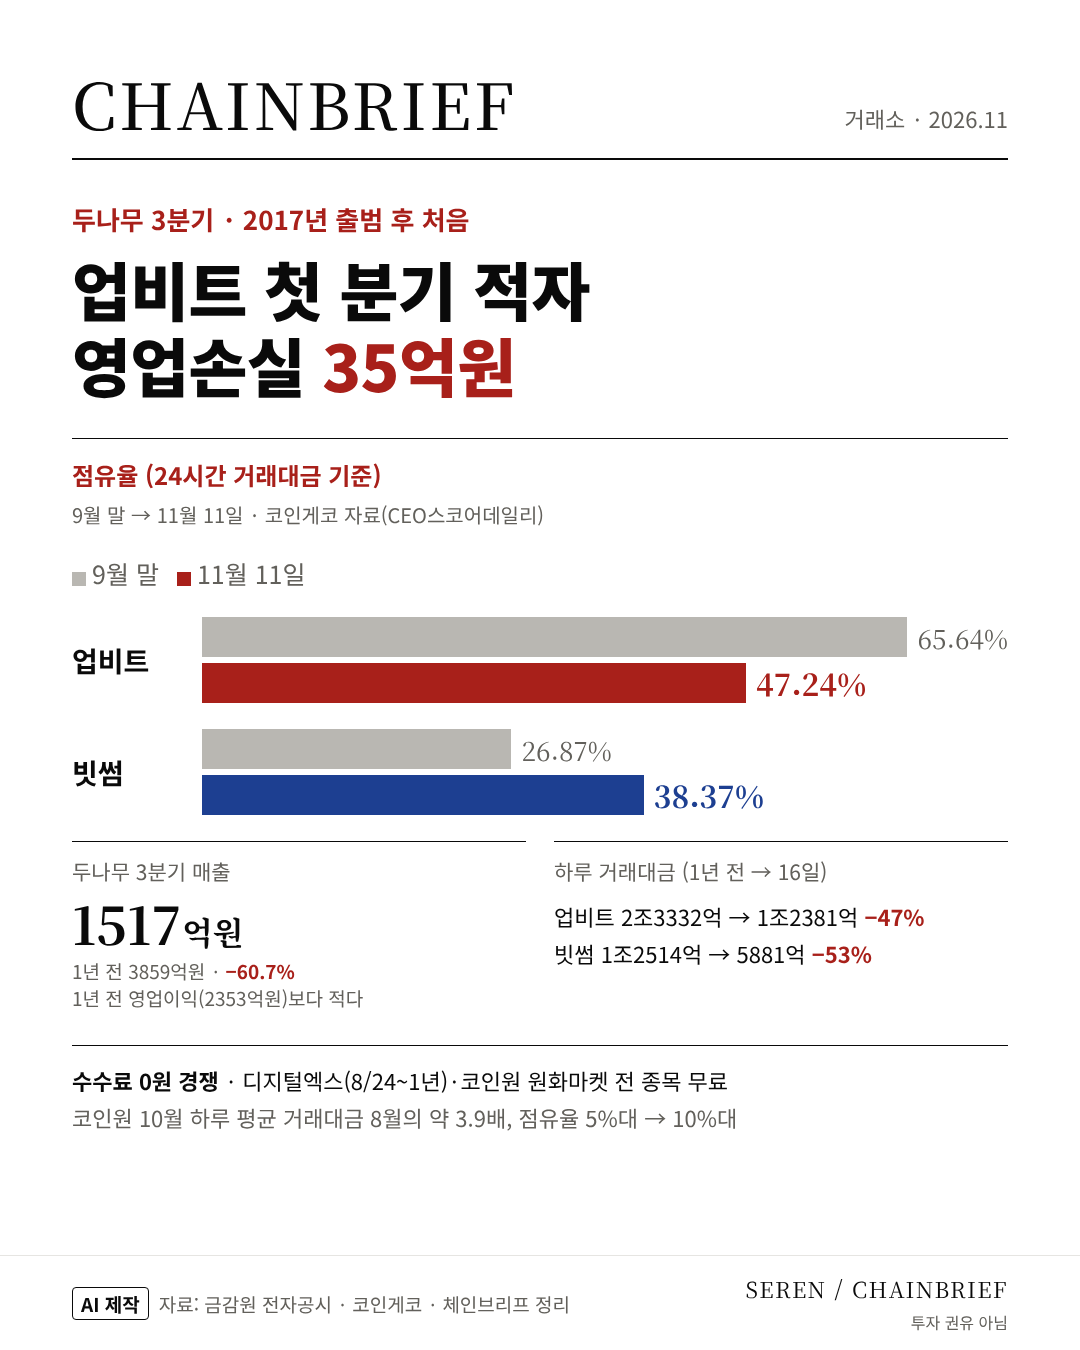 CHAINBRIEF
거래소 · 2026.11
두나무 3분기 · 2017년 출범 후 처음
업비트 첫 분기 적자
영업손실 35억원
점유율 (24시간 거래대금 기준)
9월 말 → 11월 11일 · 코인게코 자료(CEO스코어데일리)
9월 말 11월 11일
업비트
65.64%
47.24%
빗썸
26.87%
38.37%
두나무 3분기 매출
1517억원
1년 전 3859억원 · −60.7%
1년 전 영업이익(2353억원)보다 적다
하루 거래대금 (1년 전 → 16일)
업비트 2조3332억 → 1조2381억 −47%
빗썸 1조2514억 → 5881억 −53%
수수료 0원 경쟁 · 디지털엑스(8/24~1년)·코인원 원화마켓 전 종목 무료
코인원 10월 하루 평균 거래대금 8월의 약 3.9배, 점유율 5%대 → 10%대
AI 제작 자료: 금감원 전자공시 · 코인게코 · 체인브리프 정리
SEREN / CHAINBRIEF
투자 권유 아님